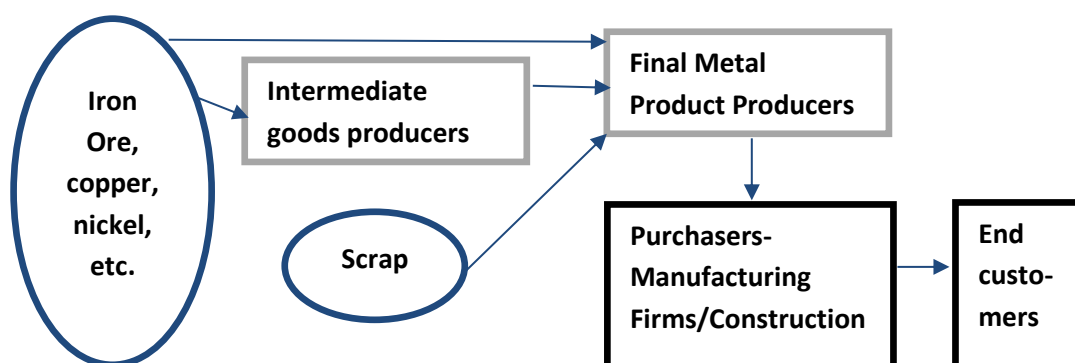 Iron
Ore,
copper,
nickel,
etc.
Intermediate
goods producers
Scrap
Final Metal
Product Producers
Purchasers-
Manufacturing
Firms/Construction
End
custo-
mers